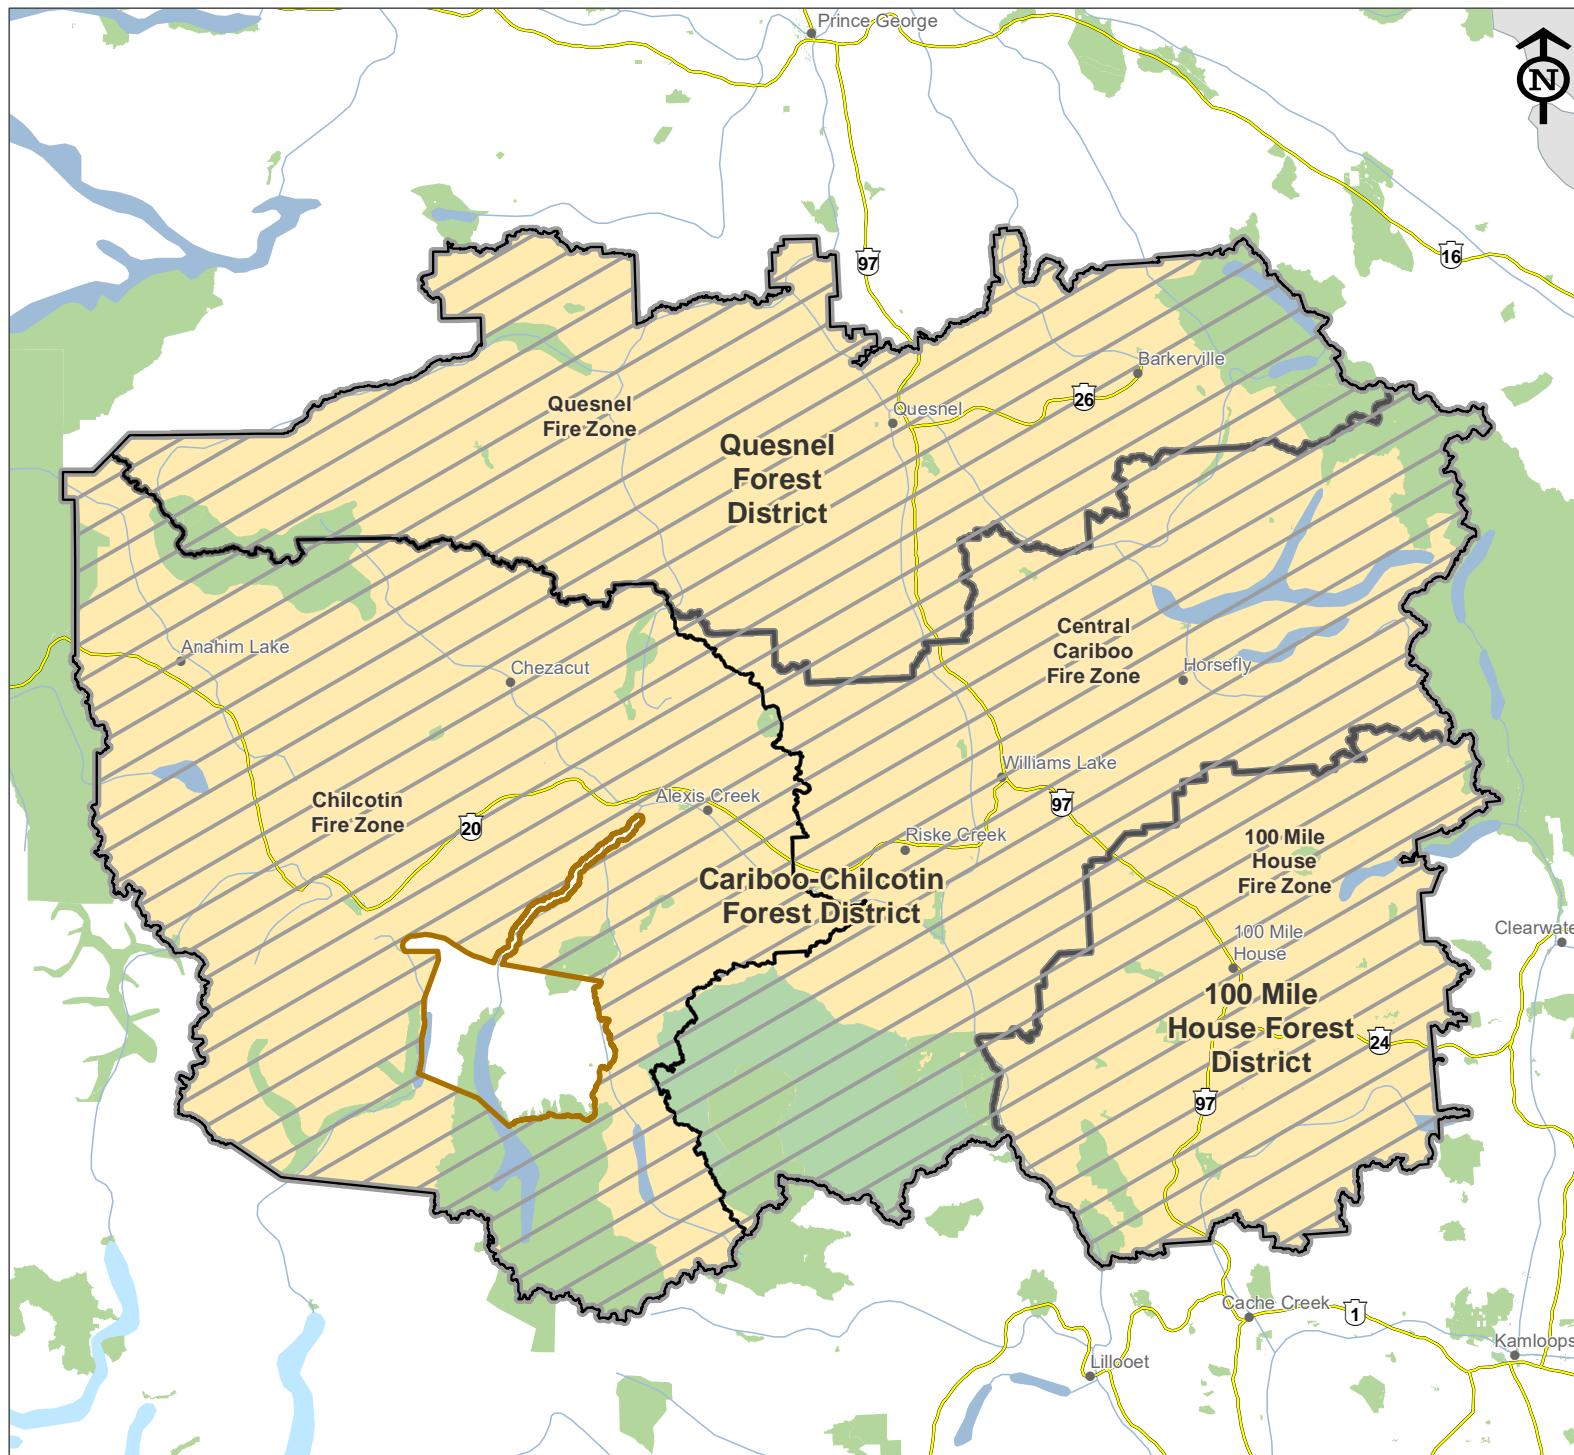 Prince George
N
97
16
Barkerville
26
Quesnel
Fire Zone
Quesnel
Quesnel
Forest
District
Anahim Lake
Chezacut
Central
Cariboo
Fire Zone
Horsefly
Williams Lake
Alexis Creek
Chilcotin
Fire Zone
20
97
Riske Creek
100 Mile
House
Fire Zone
Cariboo-Chilcotin
Forest District
100 Mile
House
Clearwate
100 Mile
House Forest
District
24
97
Cache Creek
1
Kamloops
Lillooet